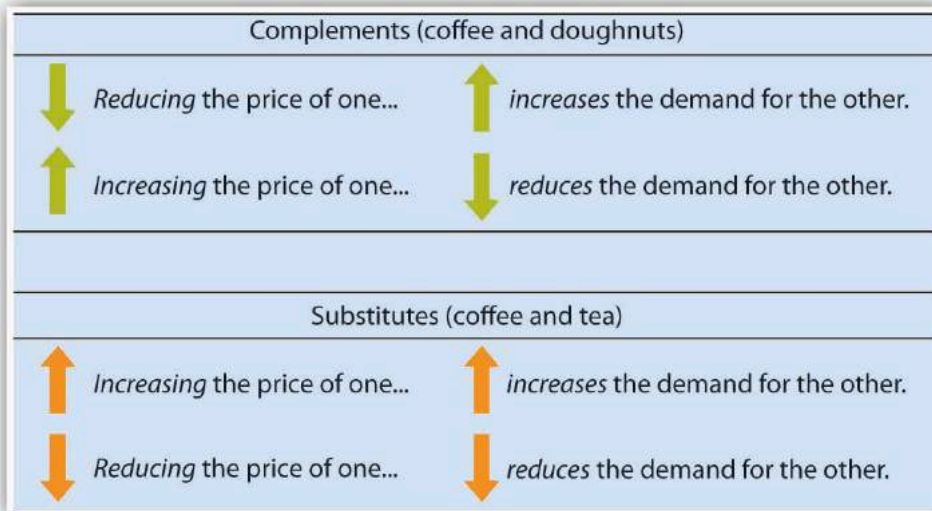 Complements (coffee and doughnuts)
Reducing the price of one... increases the demand for the other.
Increasing the price of one... reduces the demand for the other.
Substitutes (coffee and tea)
Increasing the price of one... increases the demand for the other.
Reducing the price of one... reduces the demand for the other.